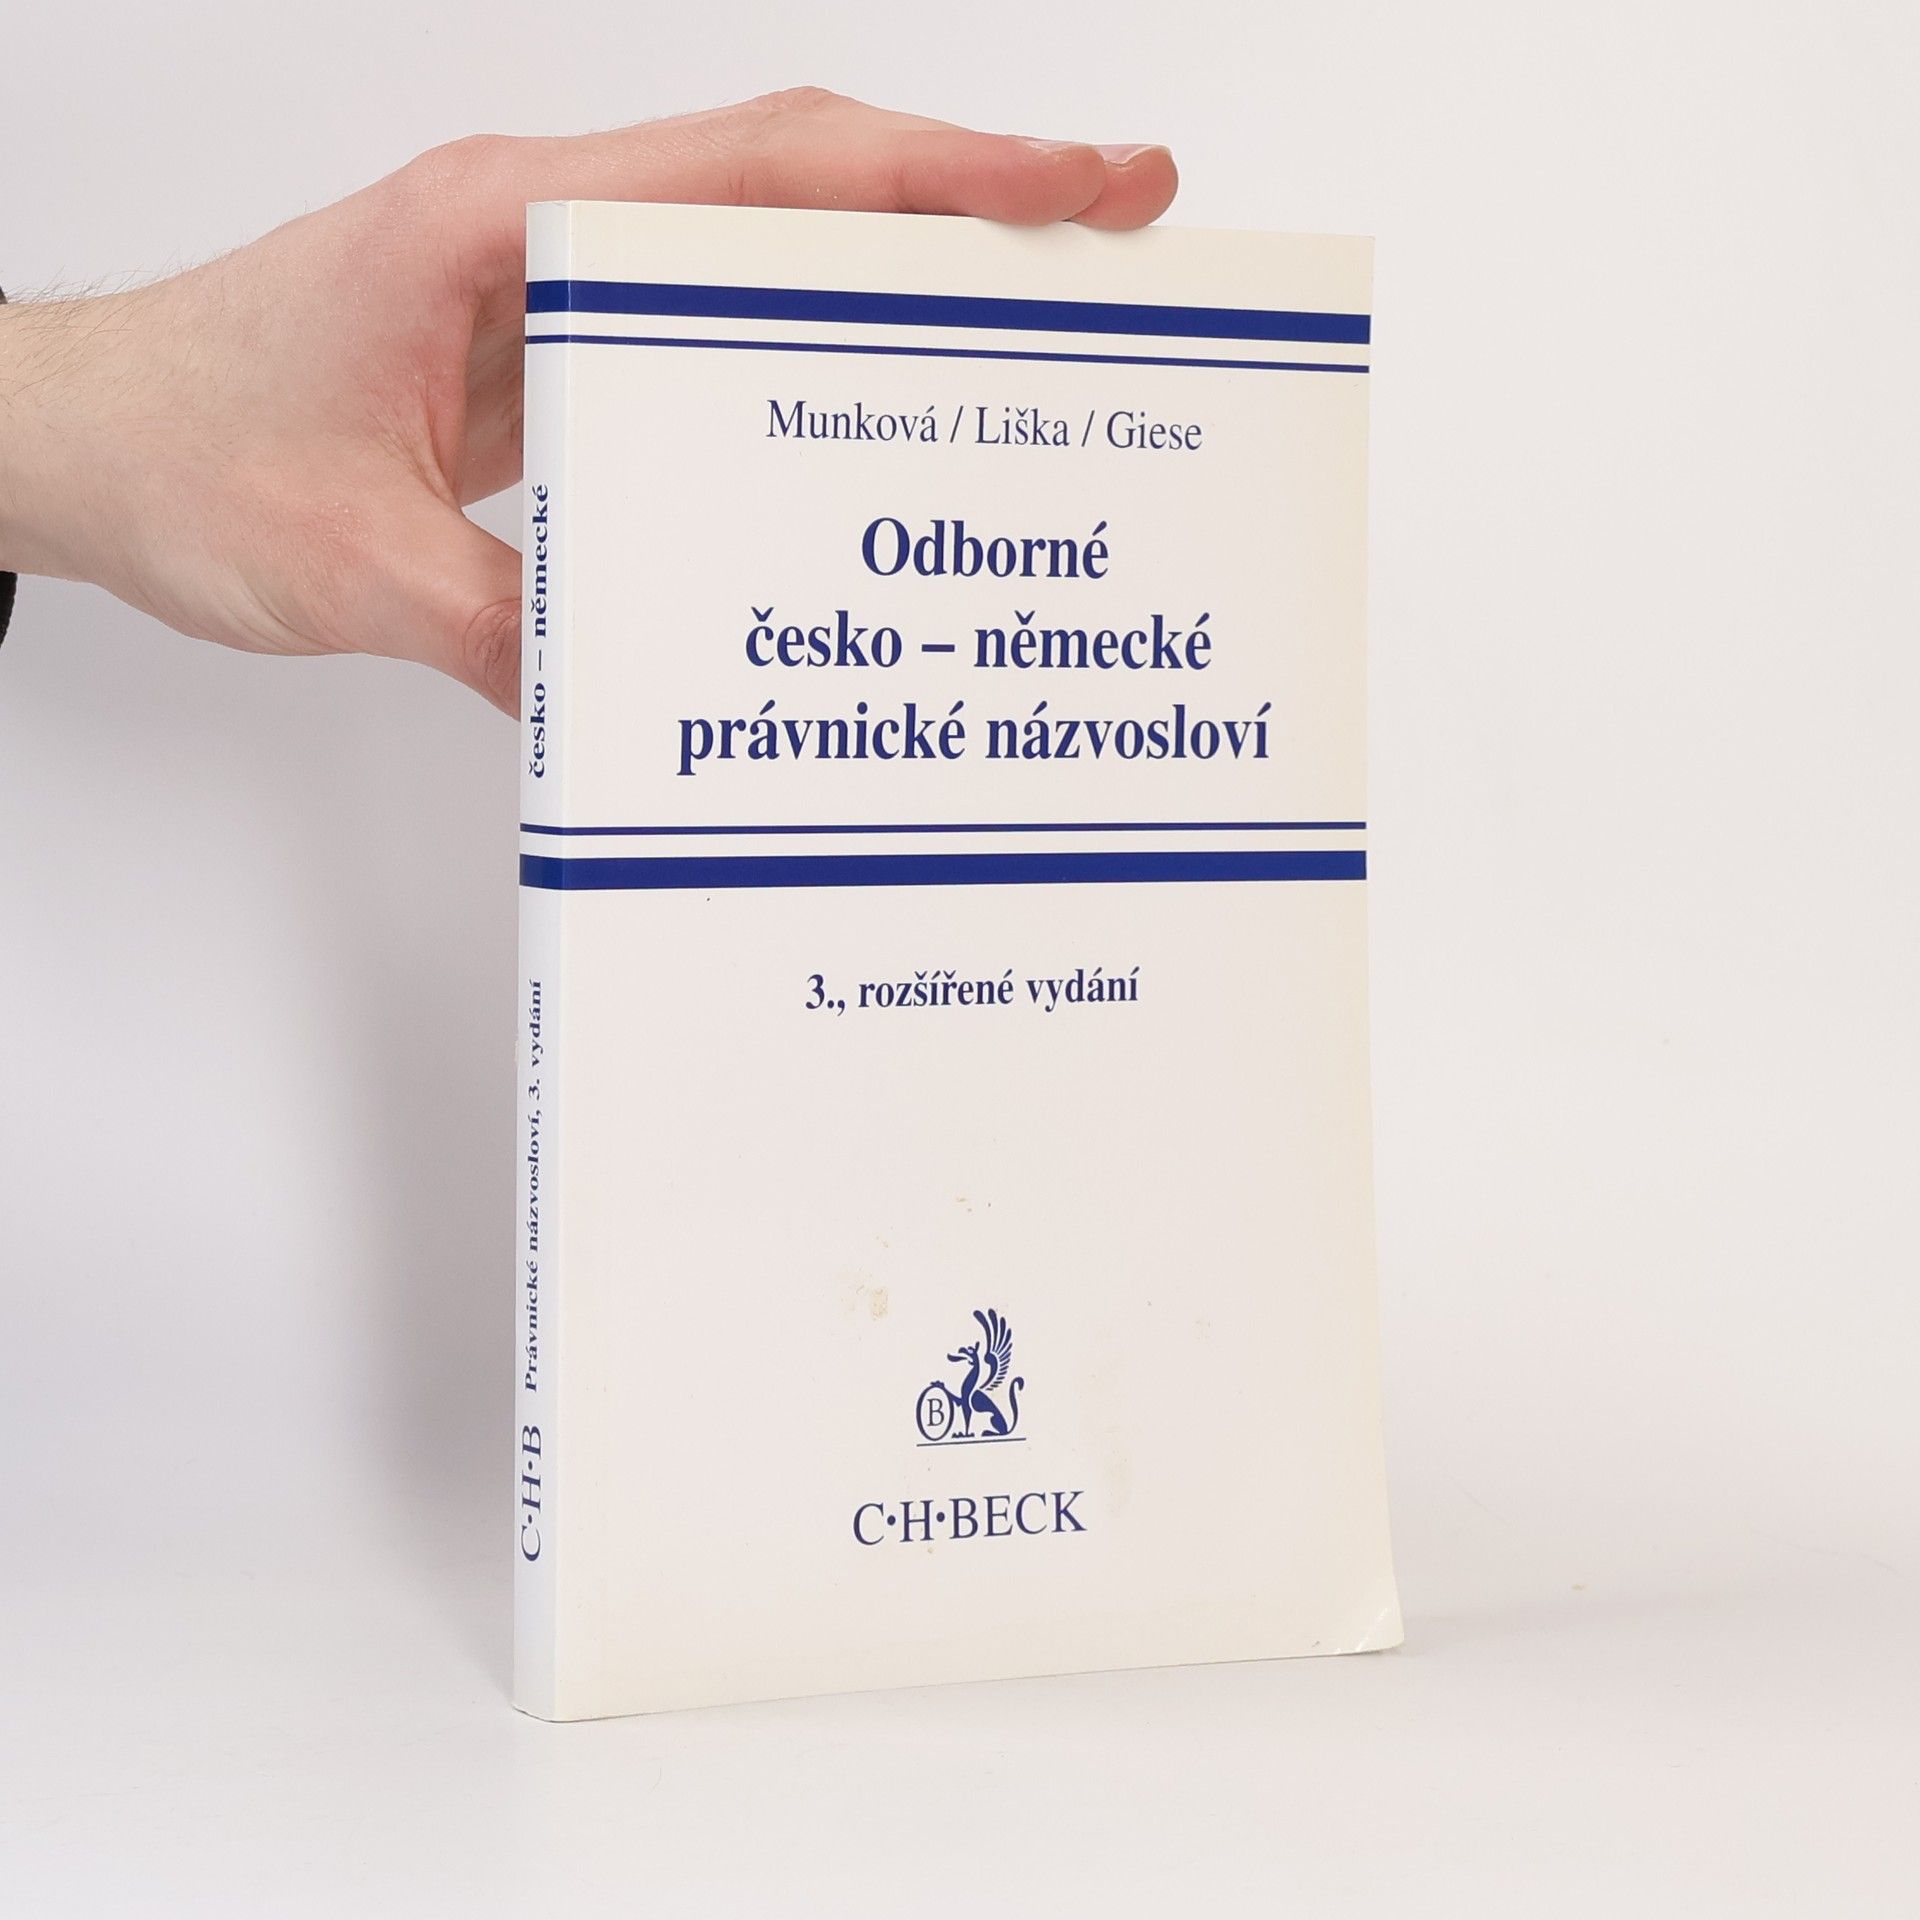 Munková / Liška / Giese
Odborné
česko – německé
právnické názvosloví
3., rozšířené vydání
B
C·H·BECK
česko – německé
C·H·B Právnické názvosloví, 3. vydání